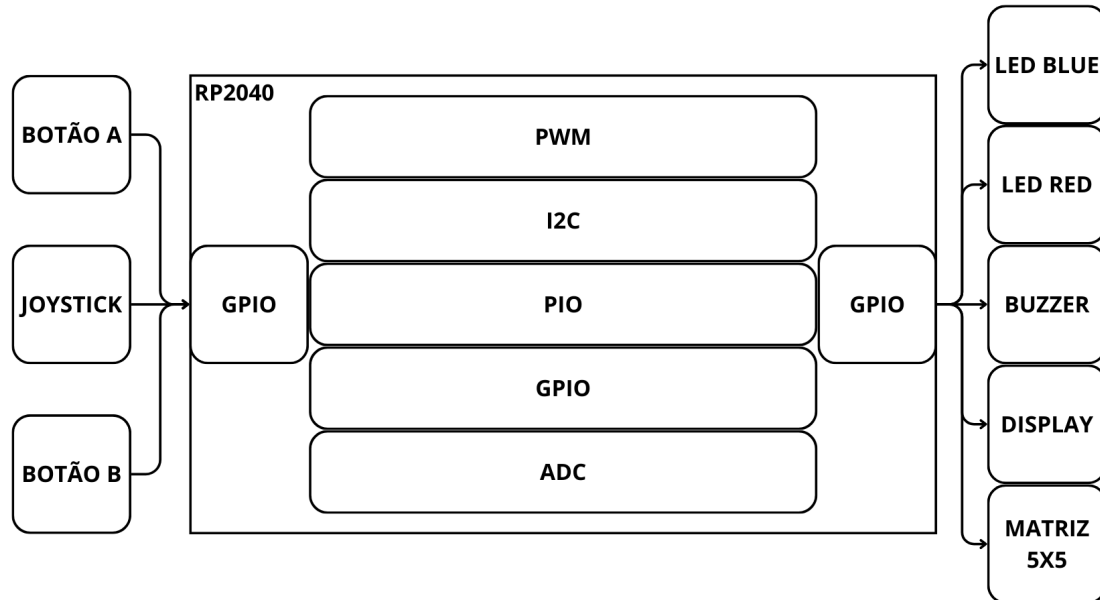 BOTÃO A
JOYSTICK
BOTÃO B
RP2040
GPIO
PWM
I2C
PIO
GPIO
ADC
GPIO
LED BLUE
LED RED
BUZZER
DISPLAY
MATRIZ
5X5